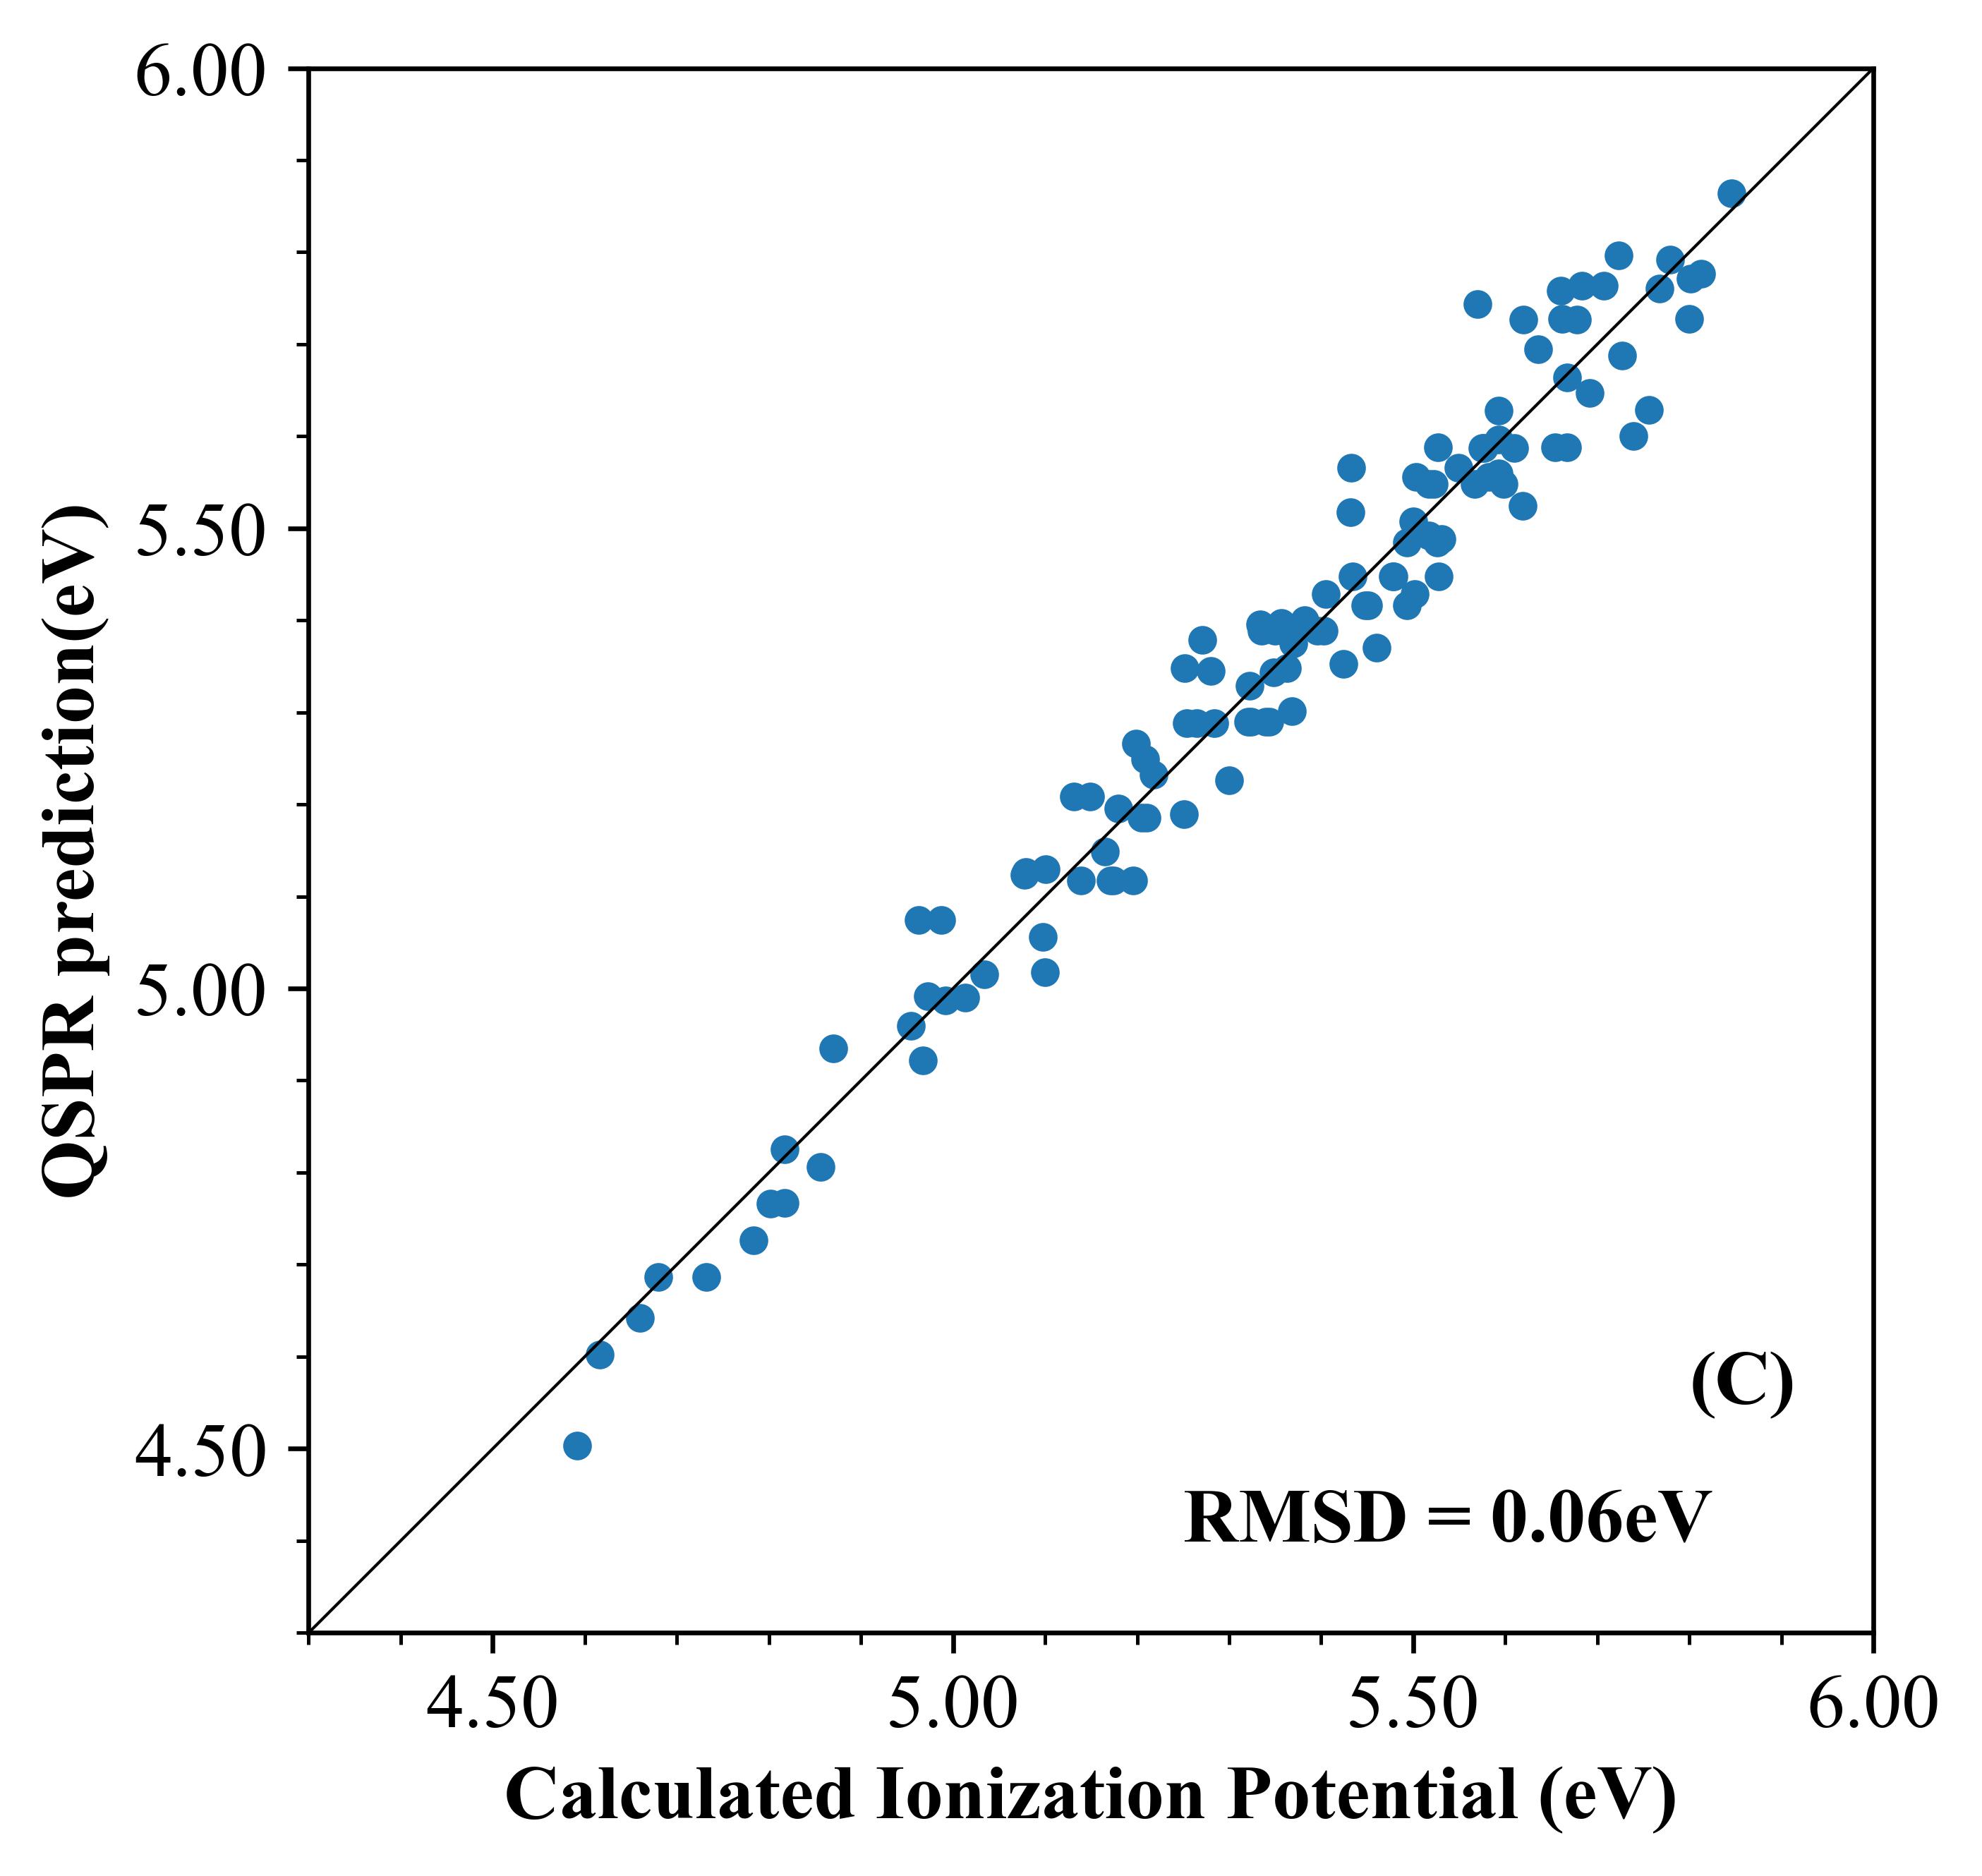 6.00
5.50
5.00
4.50
QSPR prediction(eV)
(C)
RMSD = 0.06eV
4.50 5.00 5.50 6.00
Calculated Ionization Potential (eV)